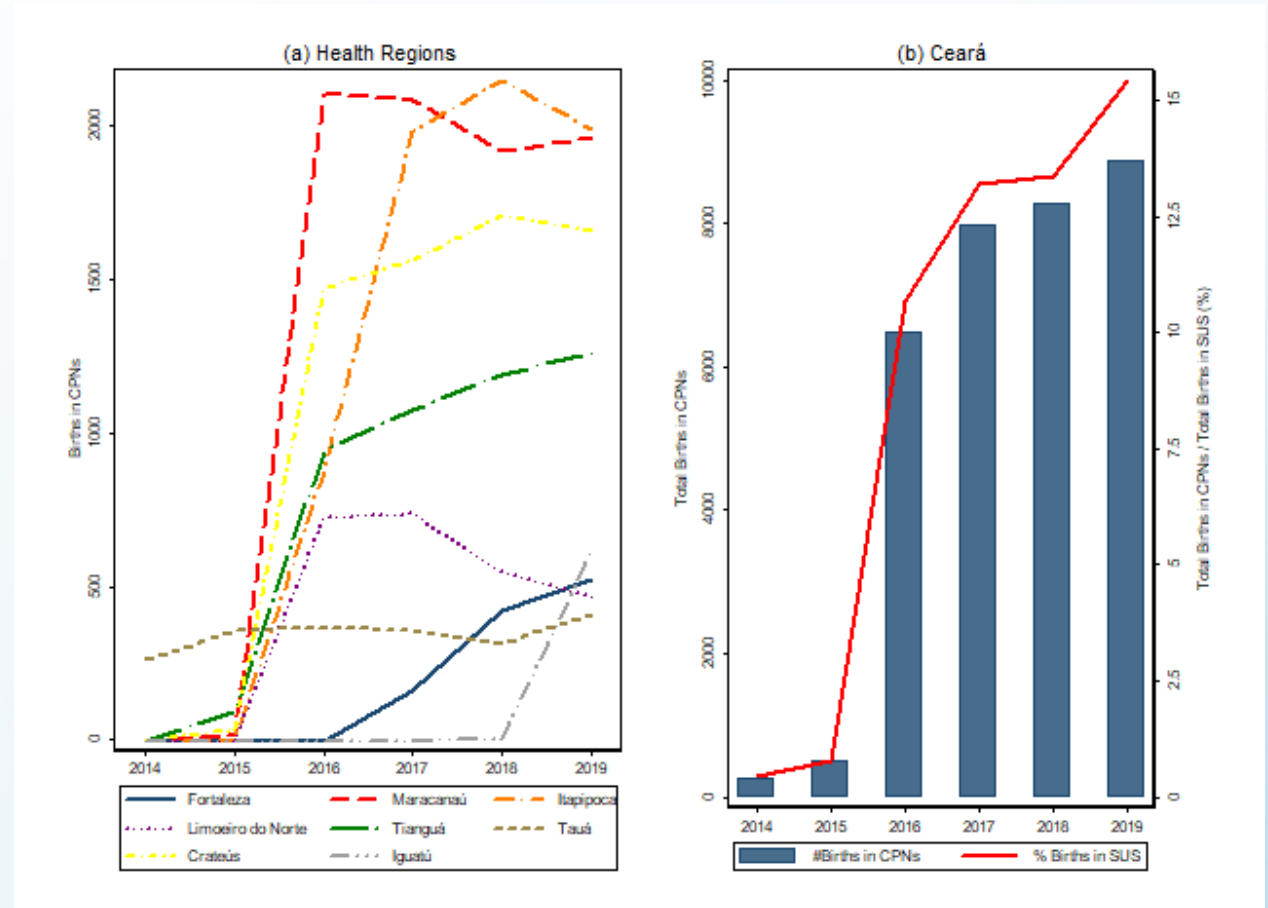 (a) Health Regions
Births in CPNs
2000
1500
1000
500
0
2014 2015 2016 2017 2018 2019
Fortaleza Maracanaú Itapipoca
Limoeiro do Norte Tianguá Tauá
Crateús Iguatú
(b) Ceará
Total Births in CPNs
10000
8000
6000
4000
2000
0
15
12.5
10
7.5
5
2.5
0
Total Births in CPNs / Total Births in SUS (%)
2014 2015 2016 2017 2018 2019
#Births in CPNs % Births in SUS